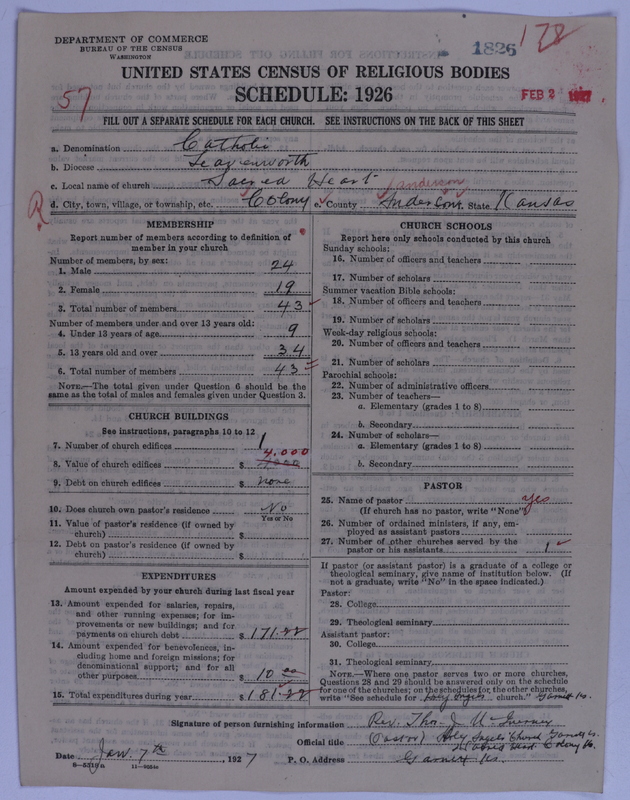 DEPARTMENT OF COMMERCE
BUREAU OF THE CENSUS
WASHINGTON
1826
178
UNITED STATES CENSUS OF RELIGIOUS BODIES
SCHEDULE: 1926
57
FEB 2 1927
FILL OUT A SEPARATE SCHEDULE FOR EACH CHURCH. SEE INSTRUCTIONS ON THE BACK OF THIS SHEET
a. Denomination Catholic
b. Diocese Leavenworth
c. Local name of church Sacred Heart (anderson)
R d. City, town, village, or township, etc. Colony e. County Anderson f. State Kansas
MEMBERSHIP
Report number of members according to definition of
member in your church
Number of members, by sex:
1. Male 24
2. Female 19
3. Total number of members 43
Number of members under and over 13 years old:
4. Under 13 years of age 9
5. 13 years old and over 34
6. Total number of members 43
NOTE.—The total given under Question 6 should be the
same as the total of males and females given under Question 3.
CHURCH BUILDINGS
See instructions, paragraphs 10 to 12
7. Number of church edifices 1
4.000
8. Value of church edifices $ 4000
9. Debt on church edifices $ none
10. Does church own pastor's residence No
Yes or No
11. Value of pastor's residence (if owned by
church) $
12. Debt on pastor's residence (if owned by
church) $
EXPENDITURES
Amount expended by your church during last fiscal year
13. Amount expended for salaries, repairs,
and other running expenses; for im-
provements or new buildings; and for
payments on church debt $ 171.22
14. Amount expended for benevolences, in-
cluding home and foreign missions; for
denominational support; and for all
other purposes $ 10 00
15. Total expenditures during year $ 181.22
CHURCH SCHOOLS
Report here only schools conducted by this church
Sunday schools:
16. Number of officers and teachers
17. Number of scholars
Summer vacation Bible schools:
18. Number of officers and teachers
19. Number of scholars
Week-day religious schools:
20. Number of officers and teachers
21. Number of scholars
Parochial schools:
22. Number of administrative officers
23. Number of teachers—
a. Elementary (grades 1 to 8)
b. Secondary
24. Number of scholars—
a. Elementary (grades 1 to 8)
b. Secondary
PASTOR
25. Name of pastor yes
(If church has no pastor, write "None")
26. Number of ordained ministers, if any, em-
ployed as assistant pastors
27. Number of other churches served by the
pastor or his assistants 1
If pastor (or assistant pastor) is a graduate of a college or
theological seminary, give name of institution below. (If
not a graduate, write "No" in the space indicated.)
Pastor:
28. College
29. Theological seminary
Assistant pastor:
30. College
31. Theological seminary
NOTE.—Where one pastor serves two or more churches,
Questions 28 and 29 should be answered only on the schedule
for one of the churches; on the schedules for the other churches,
write "See schedule for Holy Angels church." Garnett Ks.
Signature of person furnishing information Rev. Tho. J.
Official title (Pastor) Holy Angels Church Garnett Ks.
Sacred Heart Colony Ks.
Date Jan. 7th, 1927 P. O. Address Garnett Ks.
8—5319 a 11—9504a